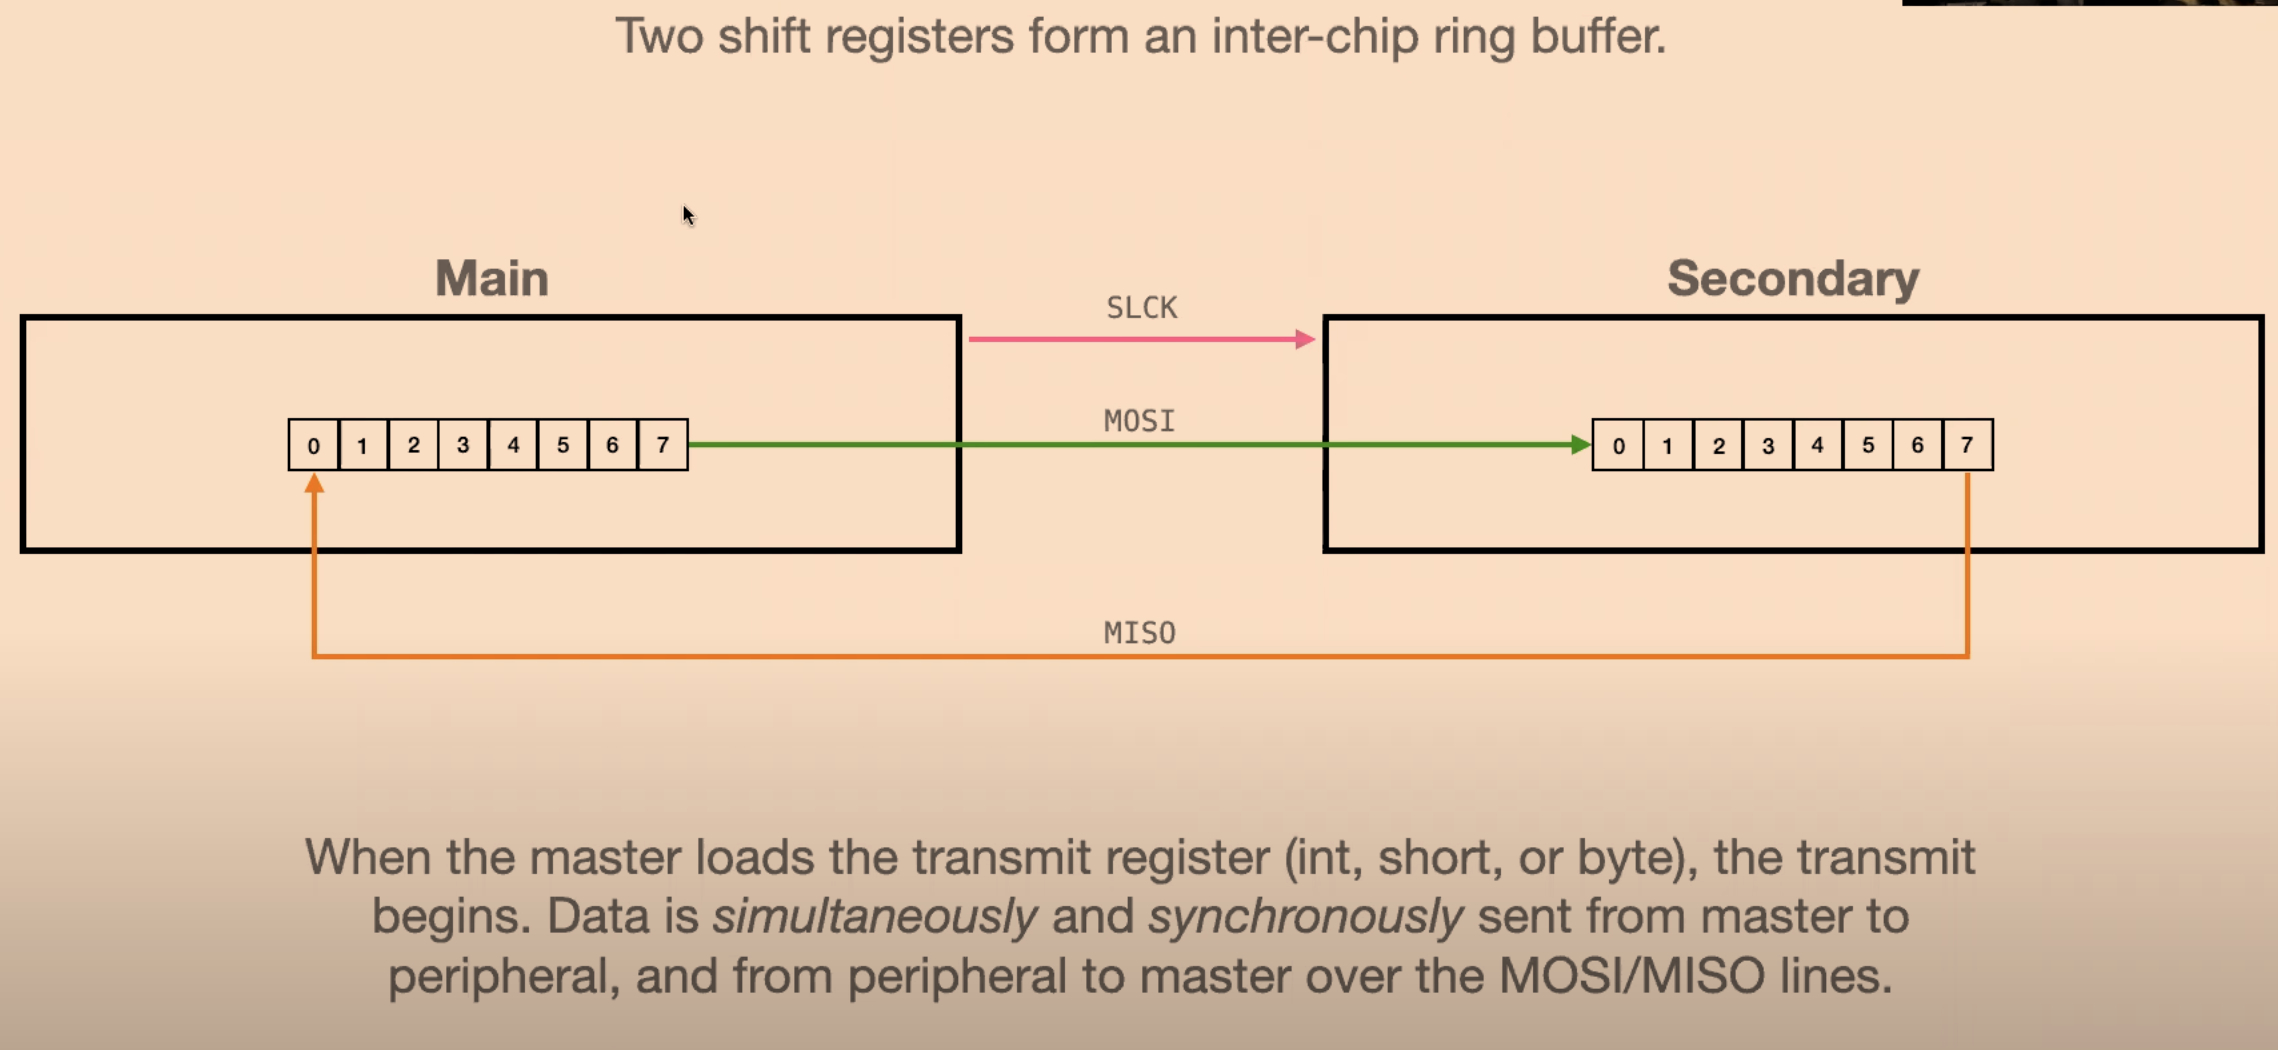 Two shift registers form an inter-chip ring buffer.
Main
Secondary
SLCK
MOSI
0 1 2 3 4 5 6 7
0 1 2 3 4 5 6 7
MISO
When the master loads the transmit register (int, short, or byte), the transmit
begins. Data is simultaneously and synchronously sent from master to
peripheral, and from peripheral to master over the MOSI/MISO lines.